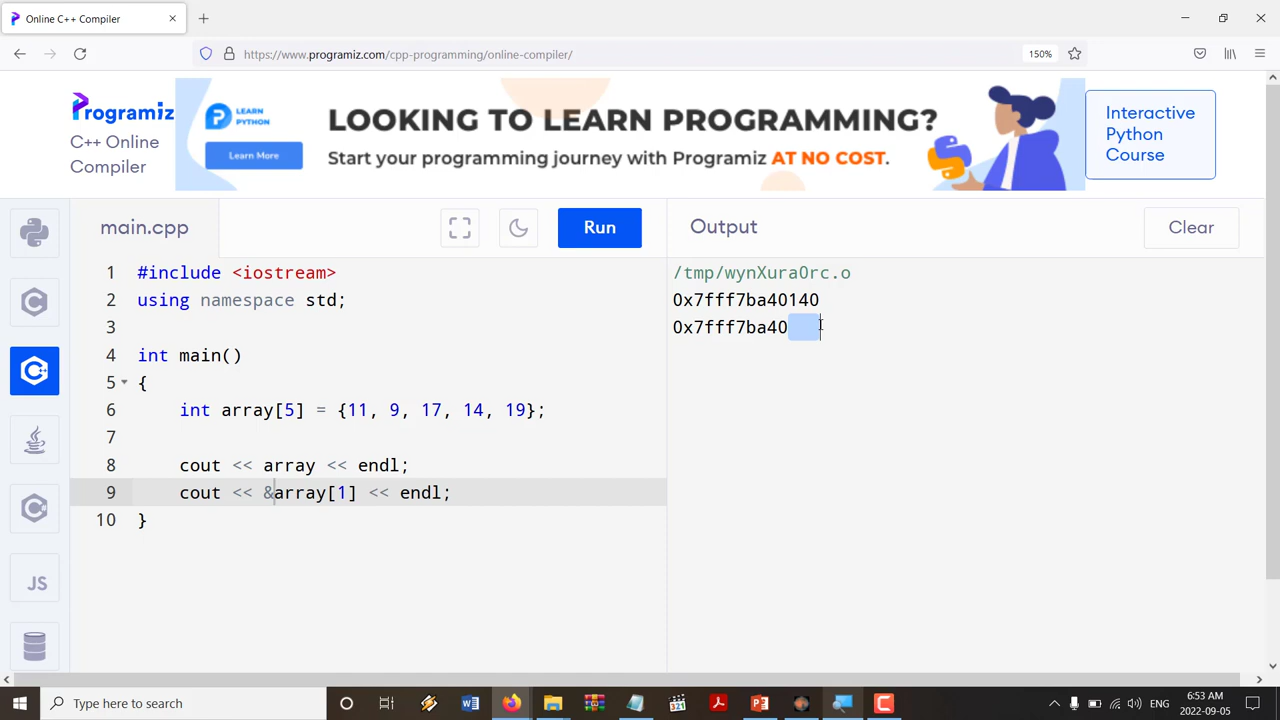 Online C++ Compiler
https://www.programiz.com/cpp-programming/online-compiler/
150%
Programiz
C++ Online
Compiler
LEARN
PYTHON
Learn More
LOOKING TO LEARN PROGRAMMING?
Start your programming journey with Programiz AT NO COST.
Interactive
Python
Course
main.cpp
Run
Output
Clear
1 #include <iostream>
2 using namespace std;
3
4 int main()
5 {
6 int array[5] = {11, 9, 17, 14, 19};
7
8 cout << array << endl;
9 cout << &array[1] << endl;
10 }
/tmp/wynXuraOrc.o
0x7fff7ba40140
0x7fff7ba40
JS
Type here to search
321
ENG
6:53 AM
2022-09-05